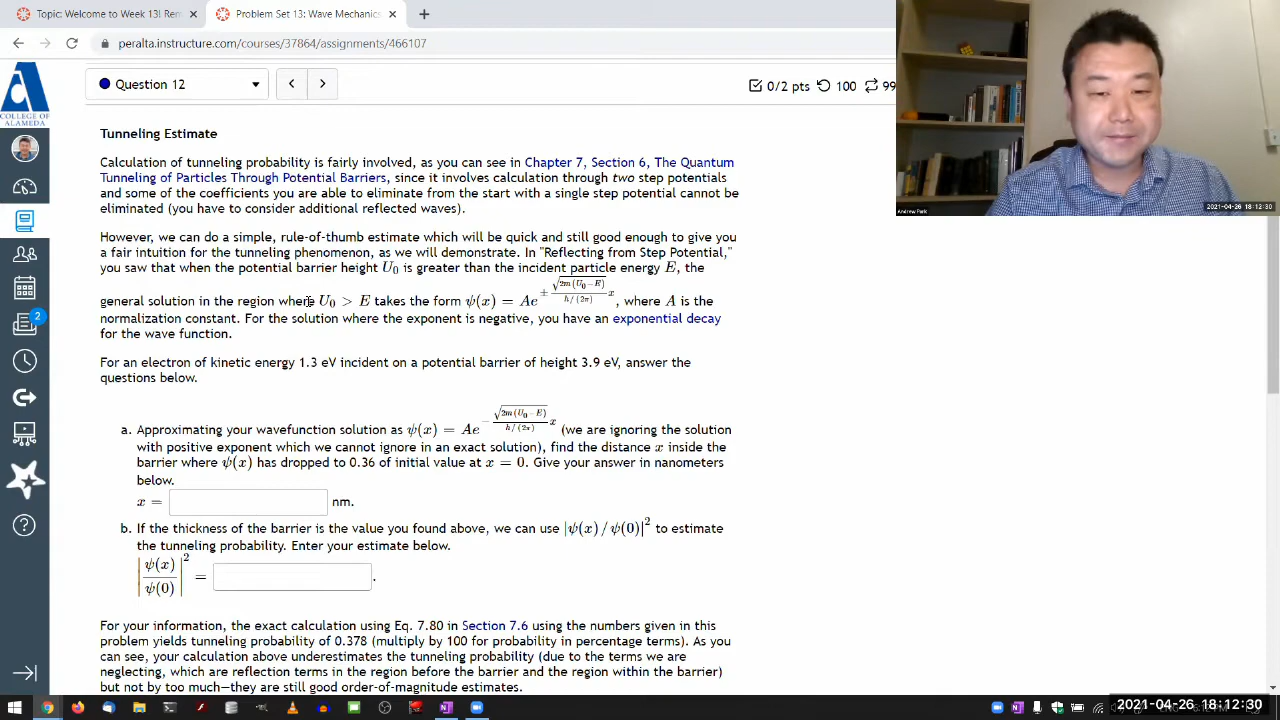 Topic: Welcome to Week 13| Rem
Problem Set 13: Wave Mechanics
peralta.instructure.com/courses/37864/assignments/466107
COLLEGE OF
ALAMEDA
2
Question 12
0/2 pts 100 99
Andrew Park
2021-04-26 18:12:30
Tunneling Estimate
Calculation of tunneling probability is fairly involved, as you can see in Chapter 7, Section 6, The Quantum
Tunneling of Particles Through Potential Barriers, since it involves calculation through two step potentials
and some of the coefficients you are able to eliminate from the start with a single step potential cannot be
eliminated (you have to consider additional reflected waves).
However, we can do a simple, rule-of-thumb estimate which will be quick and still good enough to give you
a fair intuition for the tunneling phenomenon, as we will demonstrate. In "Reflecting from Step Potential,"
you saw that when the potential barrier height U₀ is greater than the incident particle energy E, the
general solution in the region where U₀ > E takes the form ψ(x) = Ae^{±\frac{\sqrt{2m(U₀−E)}}{h/(2π)}x}, where A is the
normalization constant. For the solution where the exponent is negative, you have an exponential decay
for the wave function.
For an electron of kinetic energy 1.3 eV incident on a potential barrier of height 3.9 eV, answer the
questions below.
a. Approximating your wavefunction solution as ψ(x) = Ae^{−\frac{\sqrt{2m(U₀−E)}}{h/(2π)}x} (we are ignoring the solution
with positive exponent which we cannot ignore in an exact solution), find the distance x inside the
barrier where ψ(x) has dropped to 0.36 of initial value at x = 0. Give your answer in nanometers
below.
x = nm.
b. If the thickness of the barrier is the value you found above, we can use |ψ(x)/ψ(0)|² to estimate
the tunneling probability. Enter your estimate below.
|ψ(x)/ψ(0)|² = .
For your information, the exact calculation using Eq. 7.80 in Section 7.6 using the numbers given in this
problem yields tunneling probability of 0.378 (multiply by 100 for probability in percentage terms). As you
can see, your calculation above underestimates the tunneling probability (due to the terms we are
neglecting, which are reflection terms in the region before the barrier and the region within the barrier)
but not by too much—they are still good order-of-magnitude estimates.
2021-04-26 18:12:30